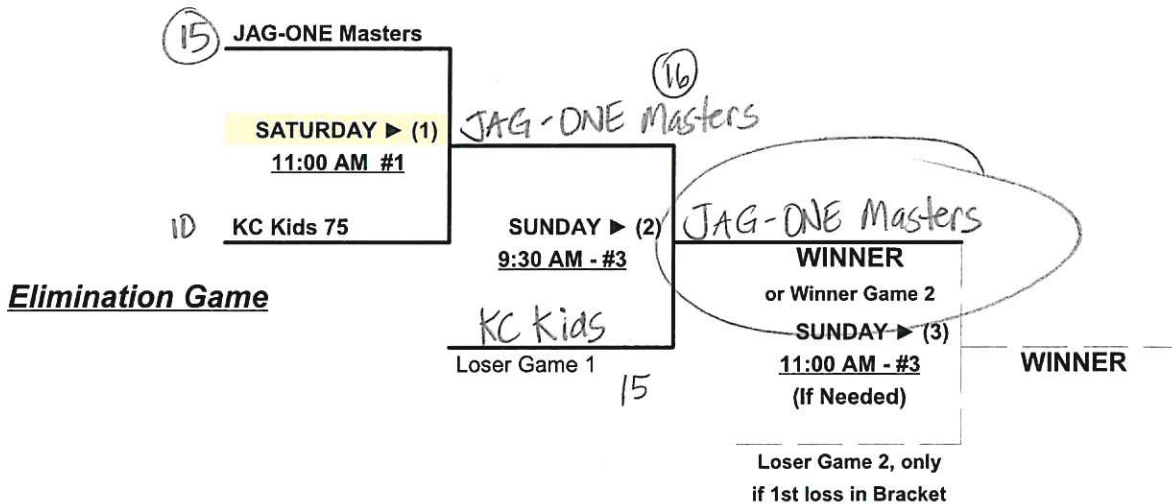 15 JAG-ONE Masters
16
SATURDAY ► (1) JAG-ONE Masters
11:00 AM #1
10 KC Kids 75
SUNDAY ► (2) JAG-ONE Masters
9:30 AM - #3 WINNER
Elimination Game
or Winner Game 2
KC Kids
SUNDAY ► (3)
Loser Game 1
11:00 AM - #3 WINNER
15
(If Needed)
Loser Game 2, only
if 1st loss in Bracket